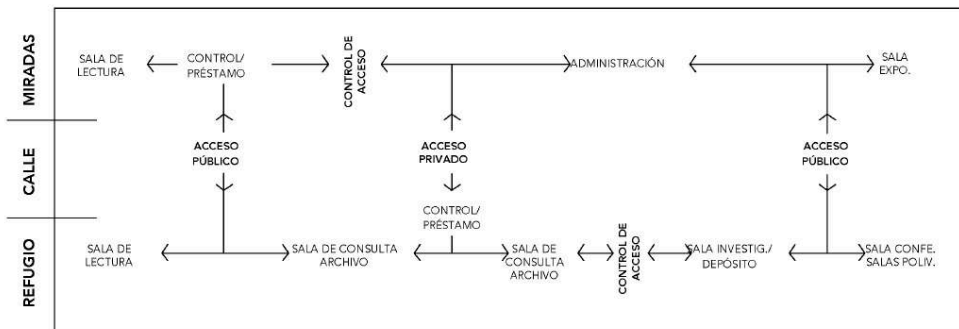 MIRADAS
SALA DE
LECTURA
CONTROL/
PRÉSTAMO
CONTROL DE
ACCESO
ADMINISTRACIÓN
SALA
EXPO.
CALLE
ACCESO
PÚBLICO
ACCESO
PRIVADO
ACCESO
PÚBLICO
REFUGIO
CONTROL/
PRÉSTAMO
SALA DE
LECTURA
SALA DE CONSULTA
ARCHIVO
SALA DE
CONSULTA
ARCHIVO
CONTROL DE
ACCESO
SALA INVESTIG./
DEPÓSITO
SALA CONFE.
SALAS POLIV.